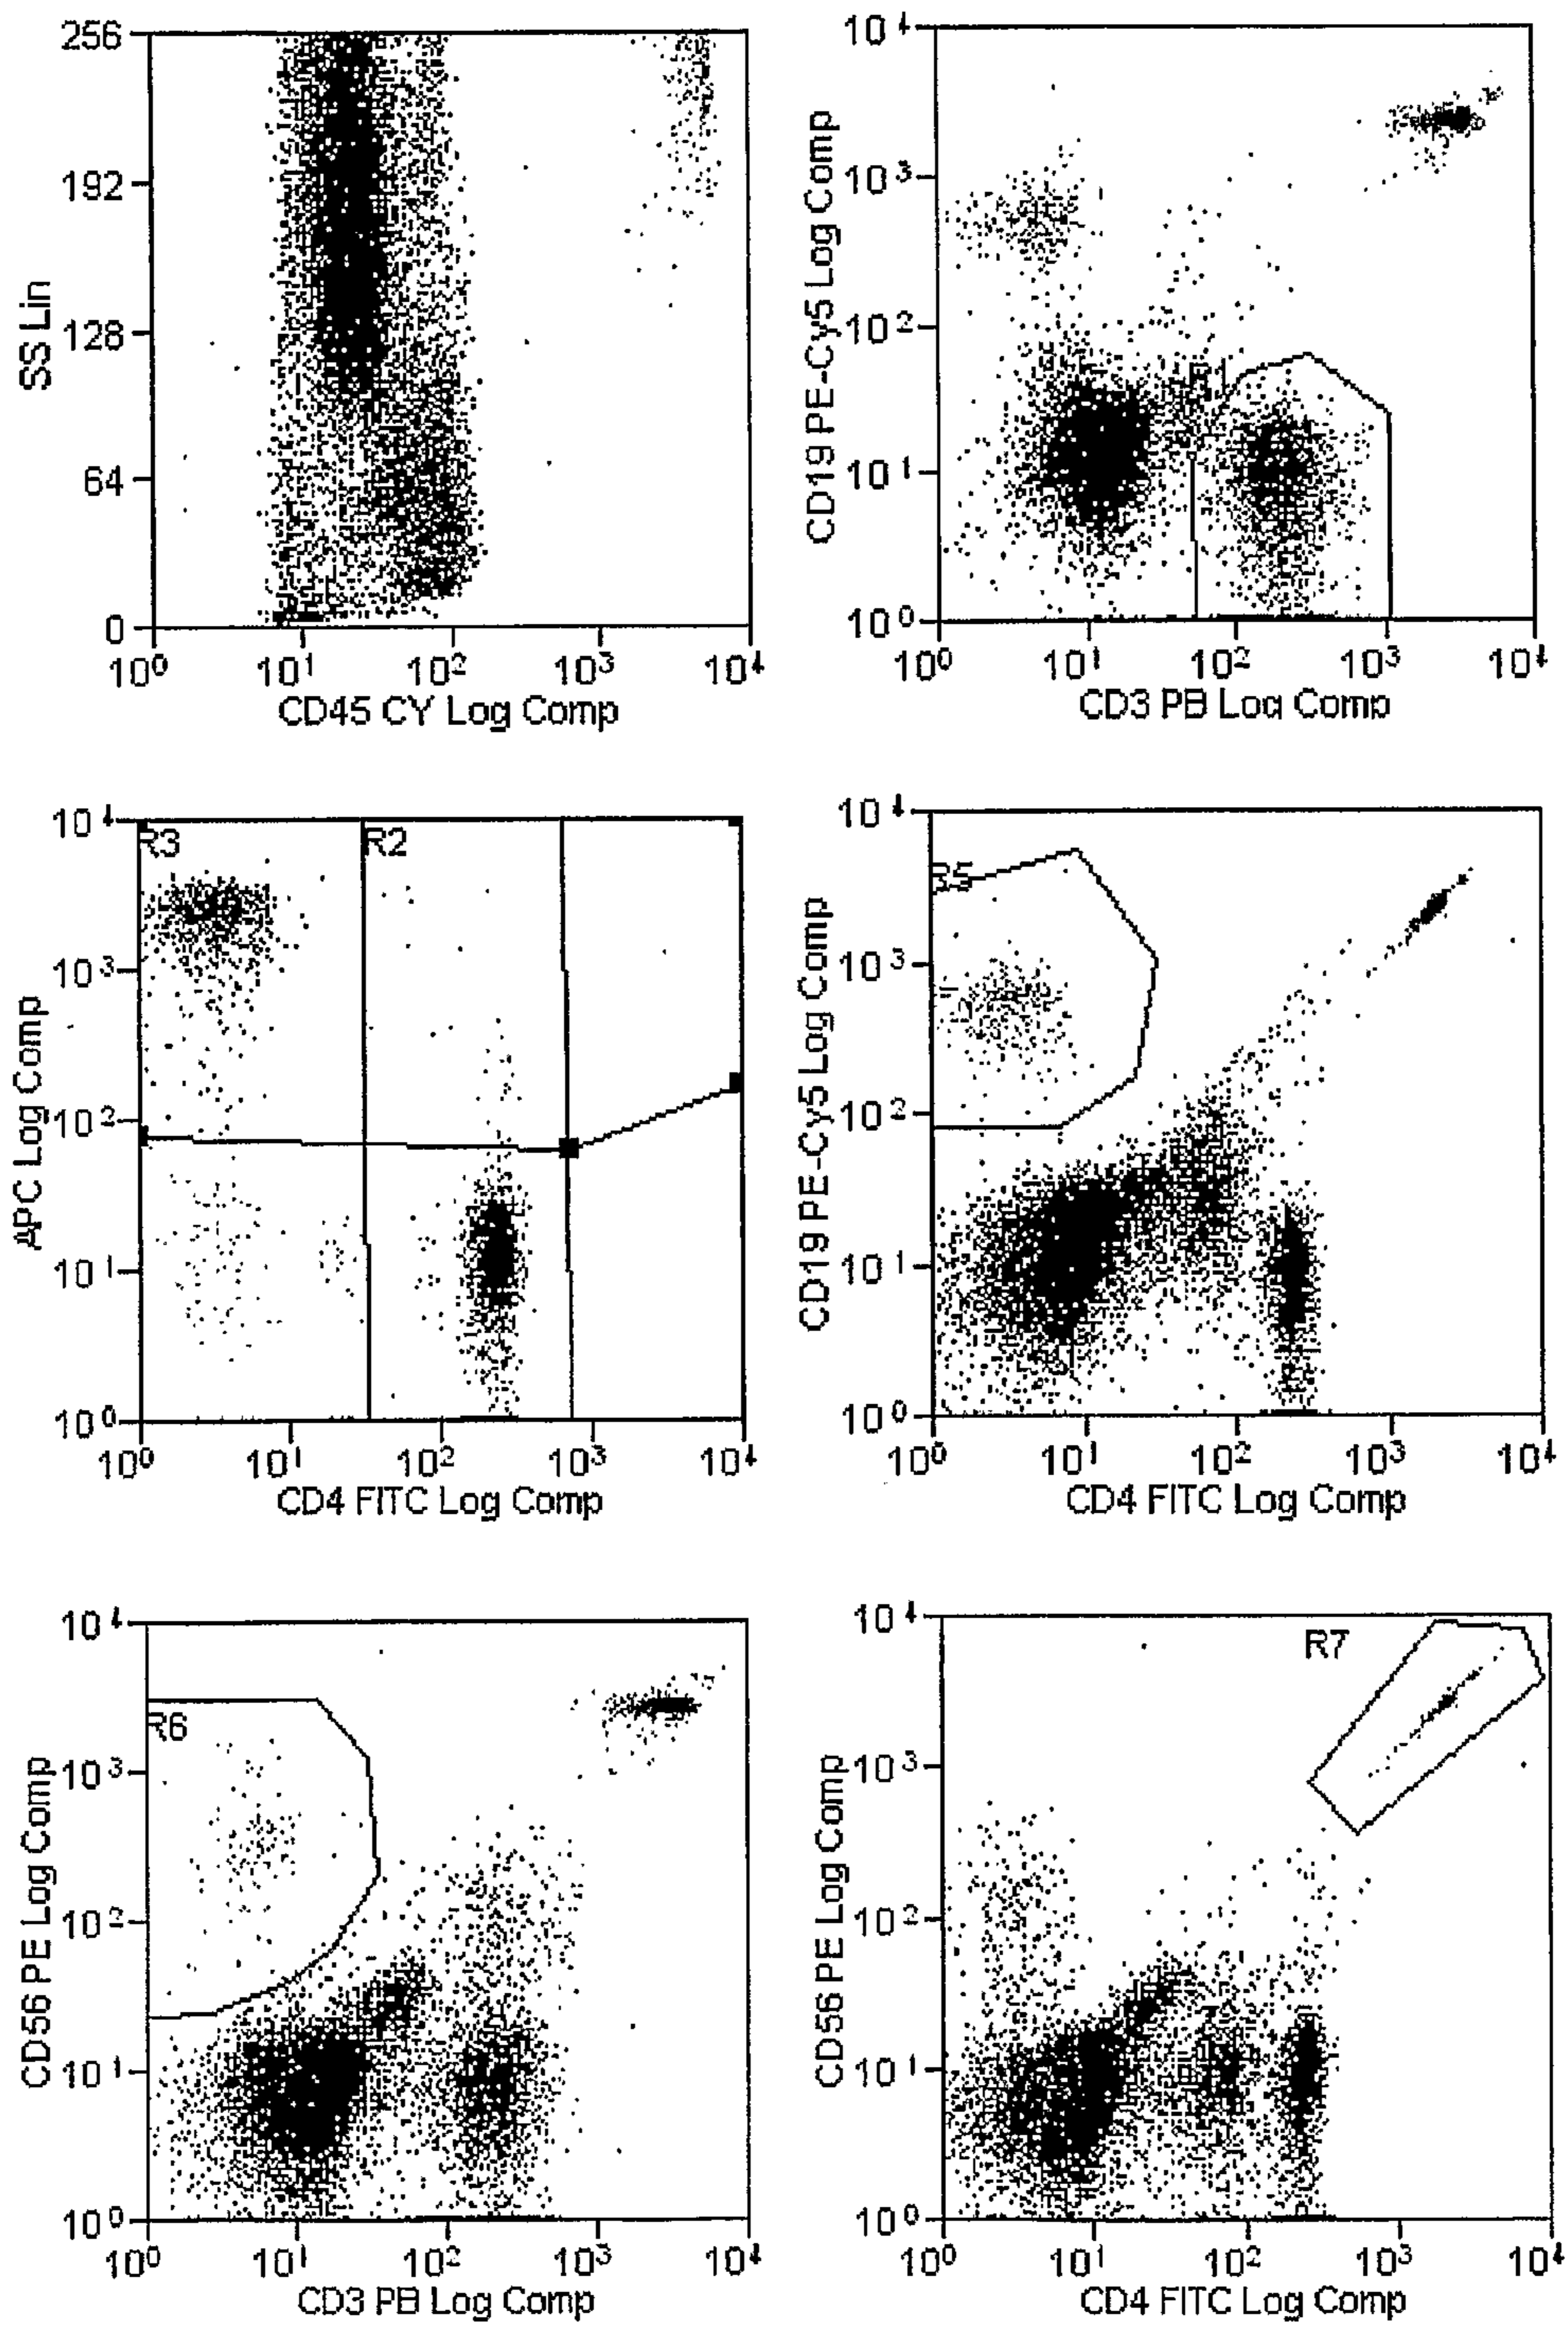 256
192
128
64
0
SS Lin
10⁰ 10¹ 10² 10³ 10⁴
CD45 CY Log Comp
10⁴
10³
10²
10¹
10⁰
CD19 PE-Cy5 Log Comp
10⁰ 10¹ 10² 10³ 10⁴
CD3 PB Log Comp
10⁴
10³
10²
10¹
10⁰
APC Log Comp
R3 R2
10⁰ 10¹ 10² 10³ 10⁴
CD4 FITC Log Comp
10⁴
10³
10²
10¹
10⁰
CD19 PE-Cy5 Log Comp
R5
10⁰ 10¹ 10² 10³ 10⁴
CD4 FITC Log Comp
10⁴
10³
10²
10¹
10⁰
CD56 PE Log Comp
R6
10⁰ 10¹ 10² 10³ 10⁴
CD3 PB Log Comp
10⁴
10³
10²
10¹
10⁰
CD56 PE Log Comp
R7
10⁰ 10¹ 10² 10³ 10⁴
CD4 FITC Log Comp